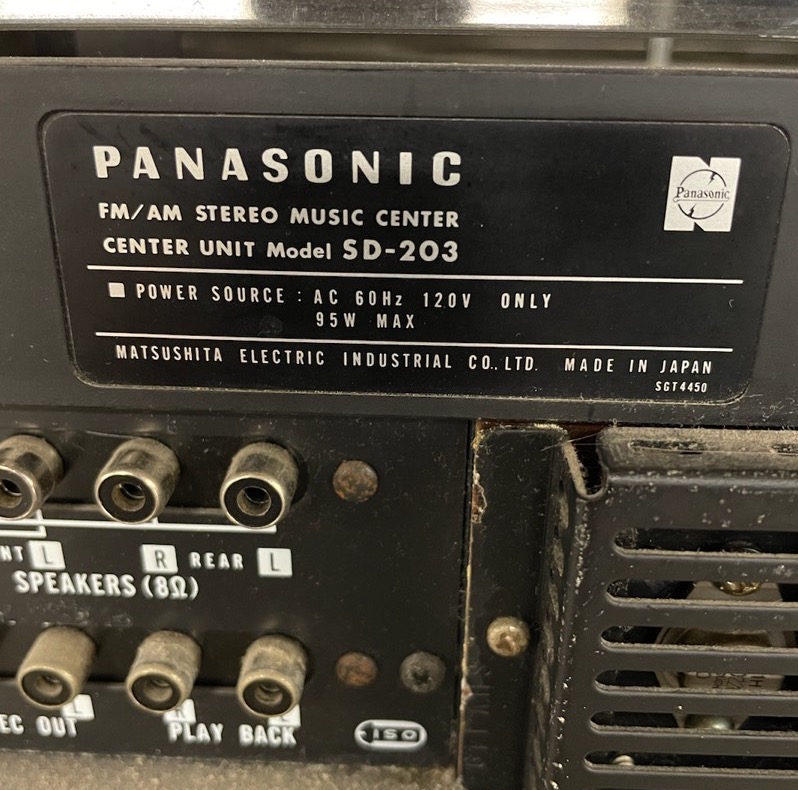 PANASONIC
Panasonic
FM/AM STEREO MUSIC CENTER
CENTER UNIT Model SD-203
POWER SOURCE : AC 60Hz 120V ONLY
95W MAX
MATSUSHITA ELECTRIC INDUSTRIAL CO., LTD. MADE IN JAPAN
SGT4450
NT L R REAR L
SPEAKERS (8Ω)
L R L
EC OUT PLAY BACK
ISO